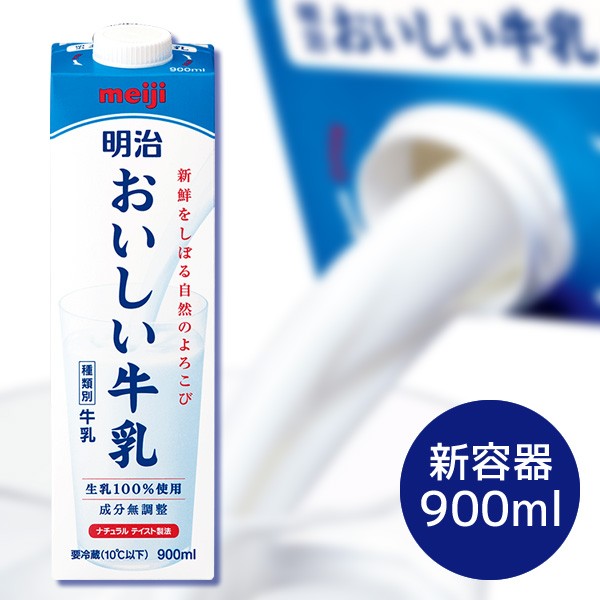 900ml
meiji
明治
おいしい牛乳
新鮮をしぼる自然のよろこび
種類別
牛乳
生乳100%使用
成分無調整
ナチュラル テイスト製法
要冷蔵(10℃以下) 900ml
おいしい牛乳
新容器
900ml